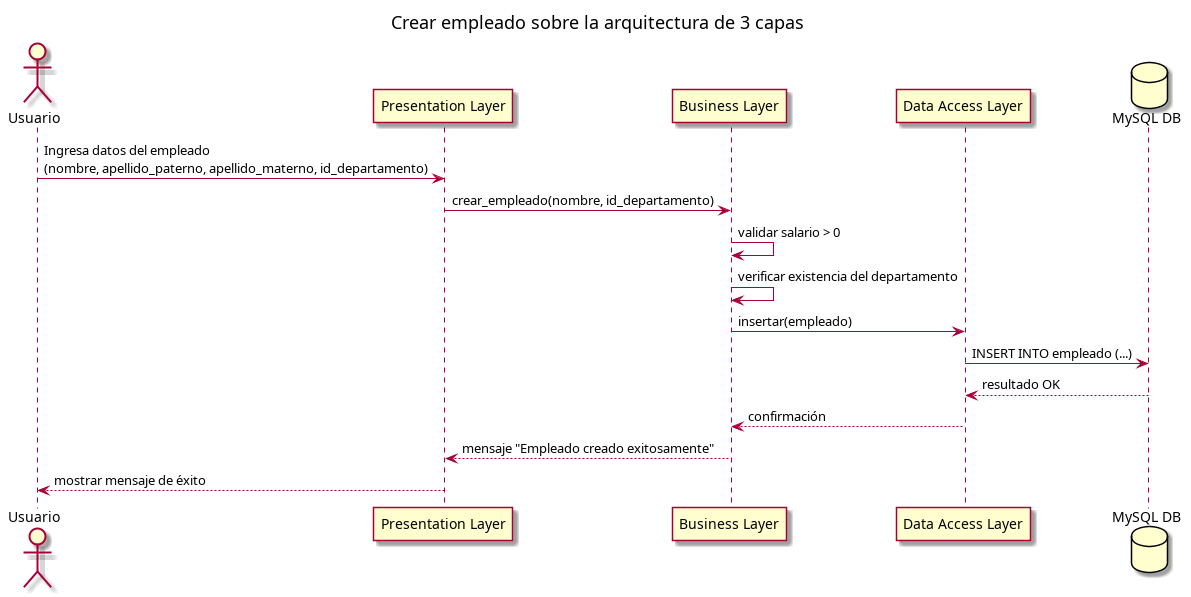 Crear empleado sobre la arquitectura de 3 capas
Usuario
Presentation Layer
Business Layer
Data Access Layer
MySQL DB
Ingresa datos del empleado
(nombre, apellido_paterno, apellido_materno, id_departamento)
crear_empleado(nombre, id_departamento)
validar salario > 0
verificar existencia del departamento
insertar(empleado)
INSERT INTO empleado (...)
resultado OK
confirmación
mensaje "Empleado creado exitosamente"
mostrar mensaje de éxito
Usuario
Presentation Layer
Business Layer
Data Access Layer
MySQL DB